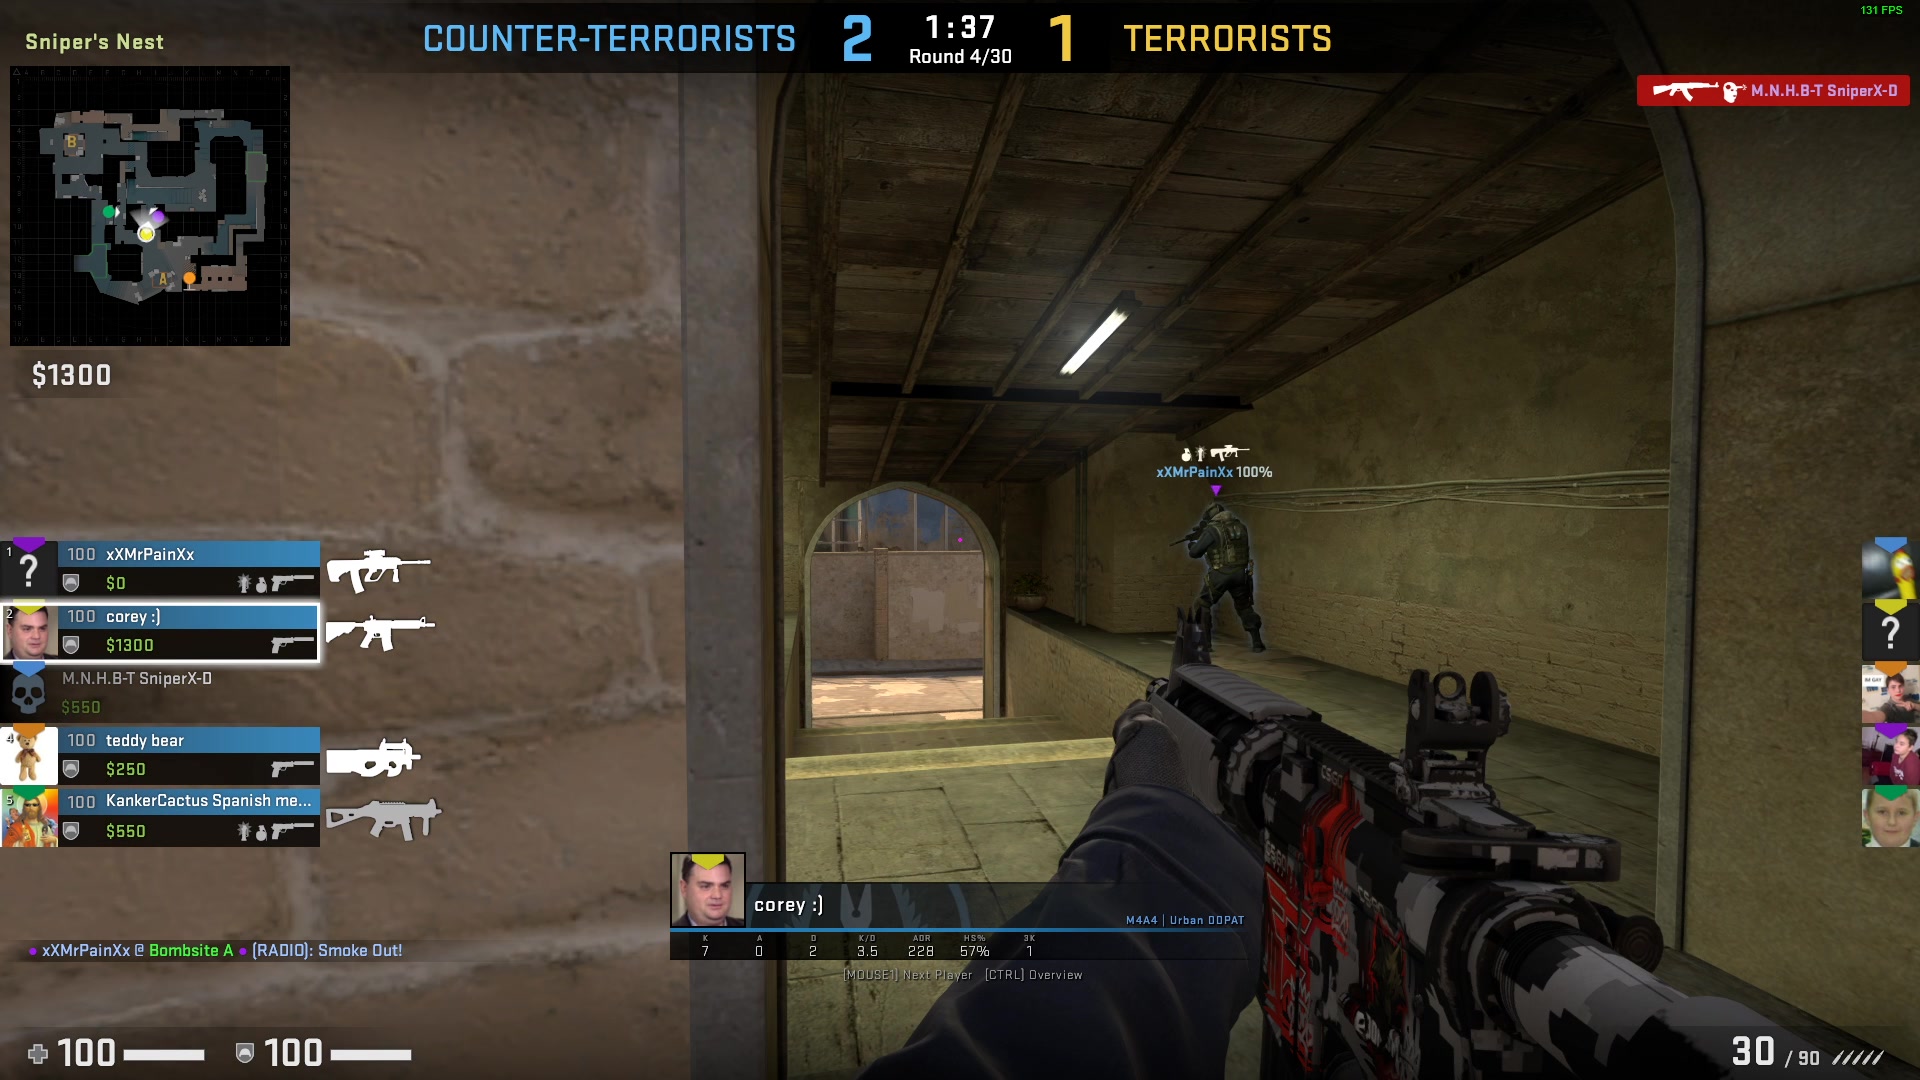 131 FPS
Sniper's Nest
COUNTER-TERRORISTS 2 1:37 1 TERRORISTS
Round 4/30
M.N.H.B-T SniperX-D
B
A
$1300
xXMrPainXx 100%
1 ? 100 xXMrPainXx
$0
2 100 corey :)
$1300
M.N.H.B-T SniperX-D
$550
4 100 teddy bear
$250
5 100 KankerCactus Spanish me...
$550
?
corey :)
M4A4 | Urban DDPAT
K A D K/D ADR HS% 3K
7 0 2 3.5 228 57% 1
[MOUSE1] Next Player [CTRL] Overview
• xXMrPainXx @ Bombsite A • (RADIO): Smoke Out!
100 100
30 / 90